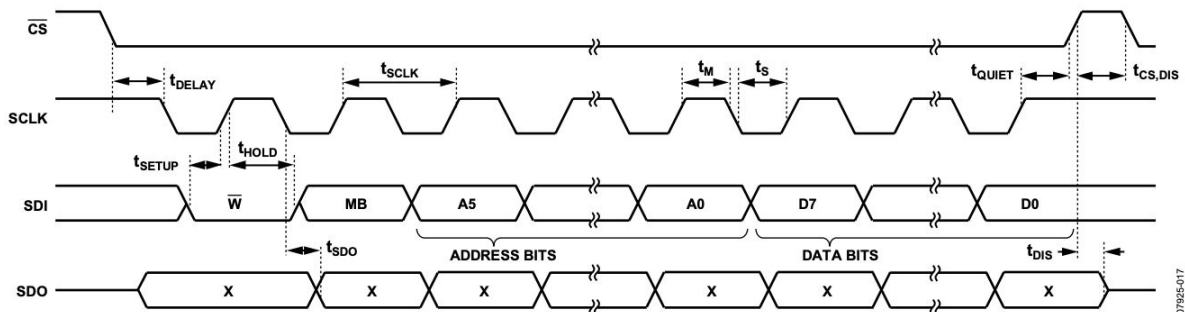 CS
tDELAY
tSCLK
tM
tS
tQUIET
tCS,DIS
SCLK
tSETUP
tHOLD
SDI
W
MB
A5
A0
D7
D0
tSDO
ADDRESS BITS
DATA BITS
tDIS
SDO
X
X
X
X
X
X
07925-017